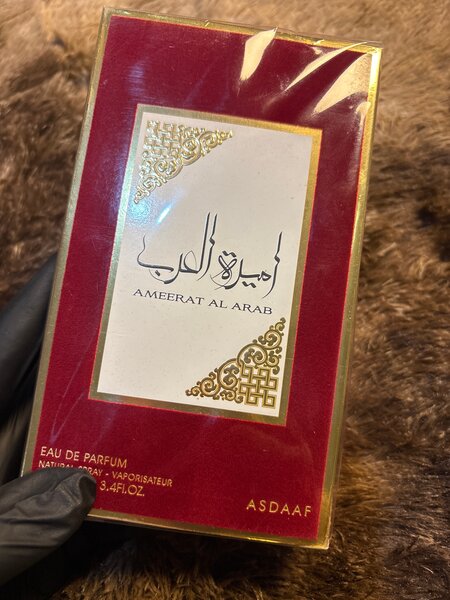 اميرة العرب
AMEERAT AL ARAB
EAU DE PARFUM
NATURAL SPRAY - VAPORISATEUR
3.4FL.OZ.
ASDAAF